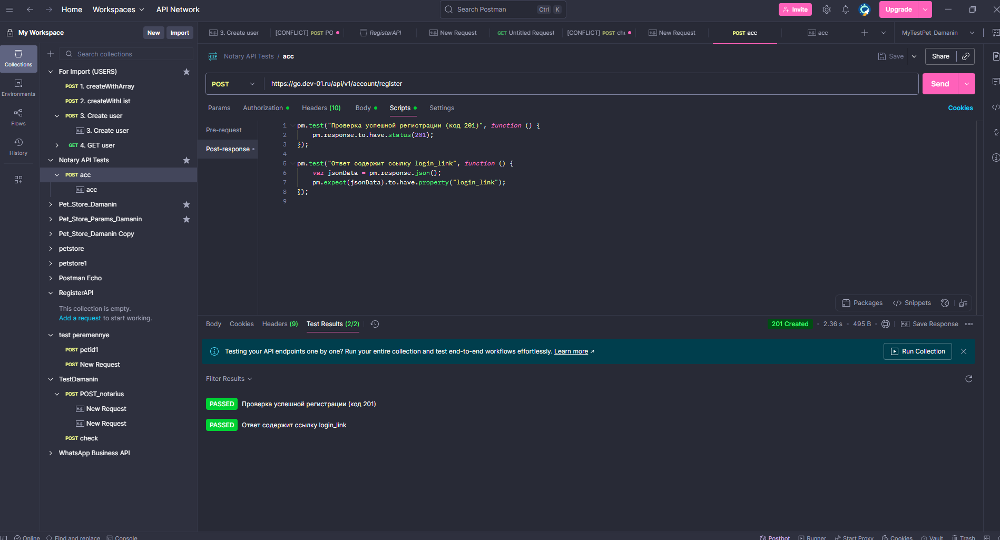 Home
Workspaces
API Network
Search Postman
Ctrl
K
Invite
Upgrade
My Workspace
New
Import
3. Create user
[CONFLICT] POST PO
RegisterAPI
New Request
GET Untitled Request
[CONFLICT] POST che
New Request
POST acc
acc
MyTestPet_Damanin
Collections
Environments
Flows
History
Search collections
For Import (USERS)
POST 1. createWithArray
POST 2. createWithList
POST 3. Create user
e.g. 3. Create user
GET 4. GET user
Notary API Tests
POST acc
e.g. acc
Pet_Store_Damanin
Pet_Store_Params_Damanin
Pet_Store_Damanin Copy
petstore
petstore1
Postman Echo
RegisterAPI
This collection is empty.
Add a request to start working.
test peremennye
POST petid1
POST New Request
TestDamanin
POST POST_notarius
e.g. New Request
e.g. New Request
POST check
WhatsApp Business API
HTTP Notary API Tests / acc
Save
Share
POST
https://go.dev-01.ru/api/v1/account/register
Send
Params
Authorization
Headers (10)
Body
Scripts
Settings
Cookies
Pre-request
Post-response
1 pm.test("Проверка успешной регистрации (код 201)", function () {
2 pm.response.to.have.status(201);
3 });
4
5 pm.test("Ответ содержит ссылку login_link", function () {
6 var jsonData = pm.response.json();
7 pm.expect(jsonData).to.have.property("login_link");
8 });
9
Packages
Snippets
Body
Cookies
Headers (9)
Test Results (2/2)
201 Created
2.36 s
495 B
Save Response
Testing your API endpoints one by one? Run your entire collection and test end-to-end workflows effortlessly. Learn more
Run Collection
Filter Results
PASSED Проверка успешной регистрации (код 201)
PASSED Ответ содержит ссылку login_link
Online
Find and replace
Console
Postbot
Runner
Start Proxy
Cookies
Vault
Trash